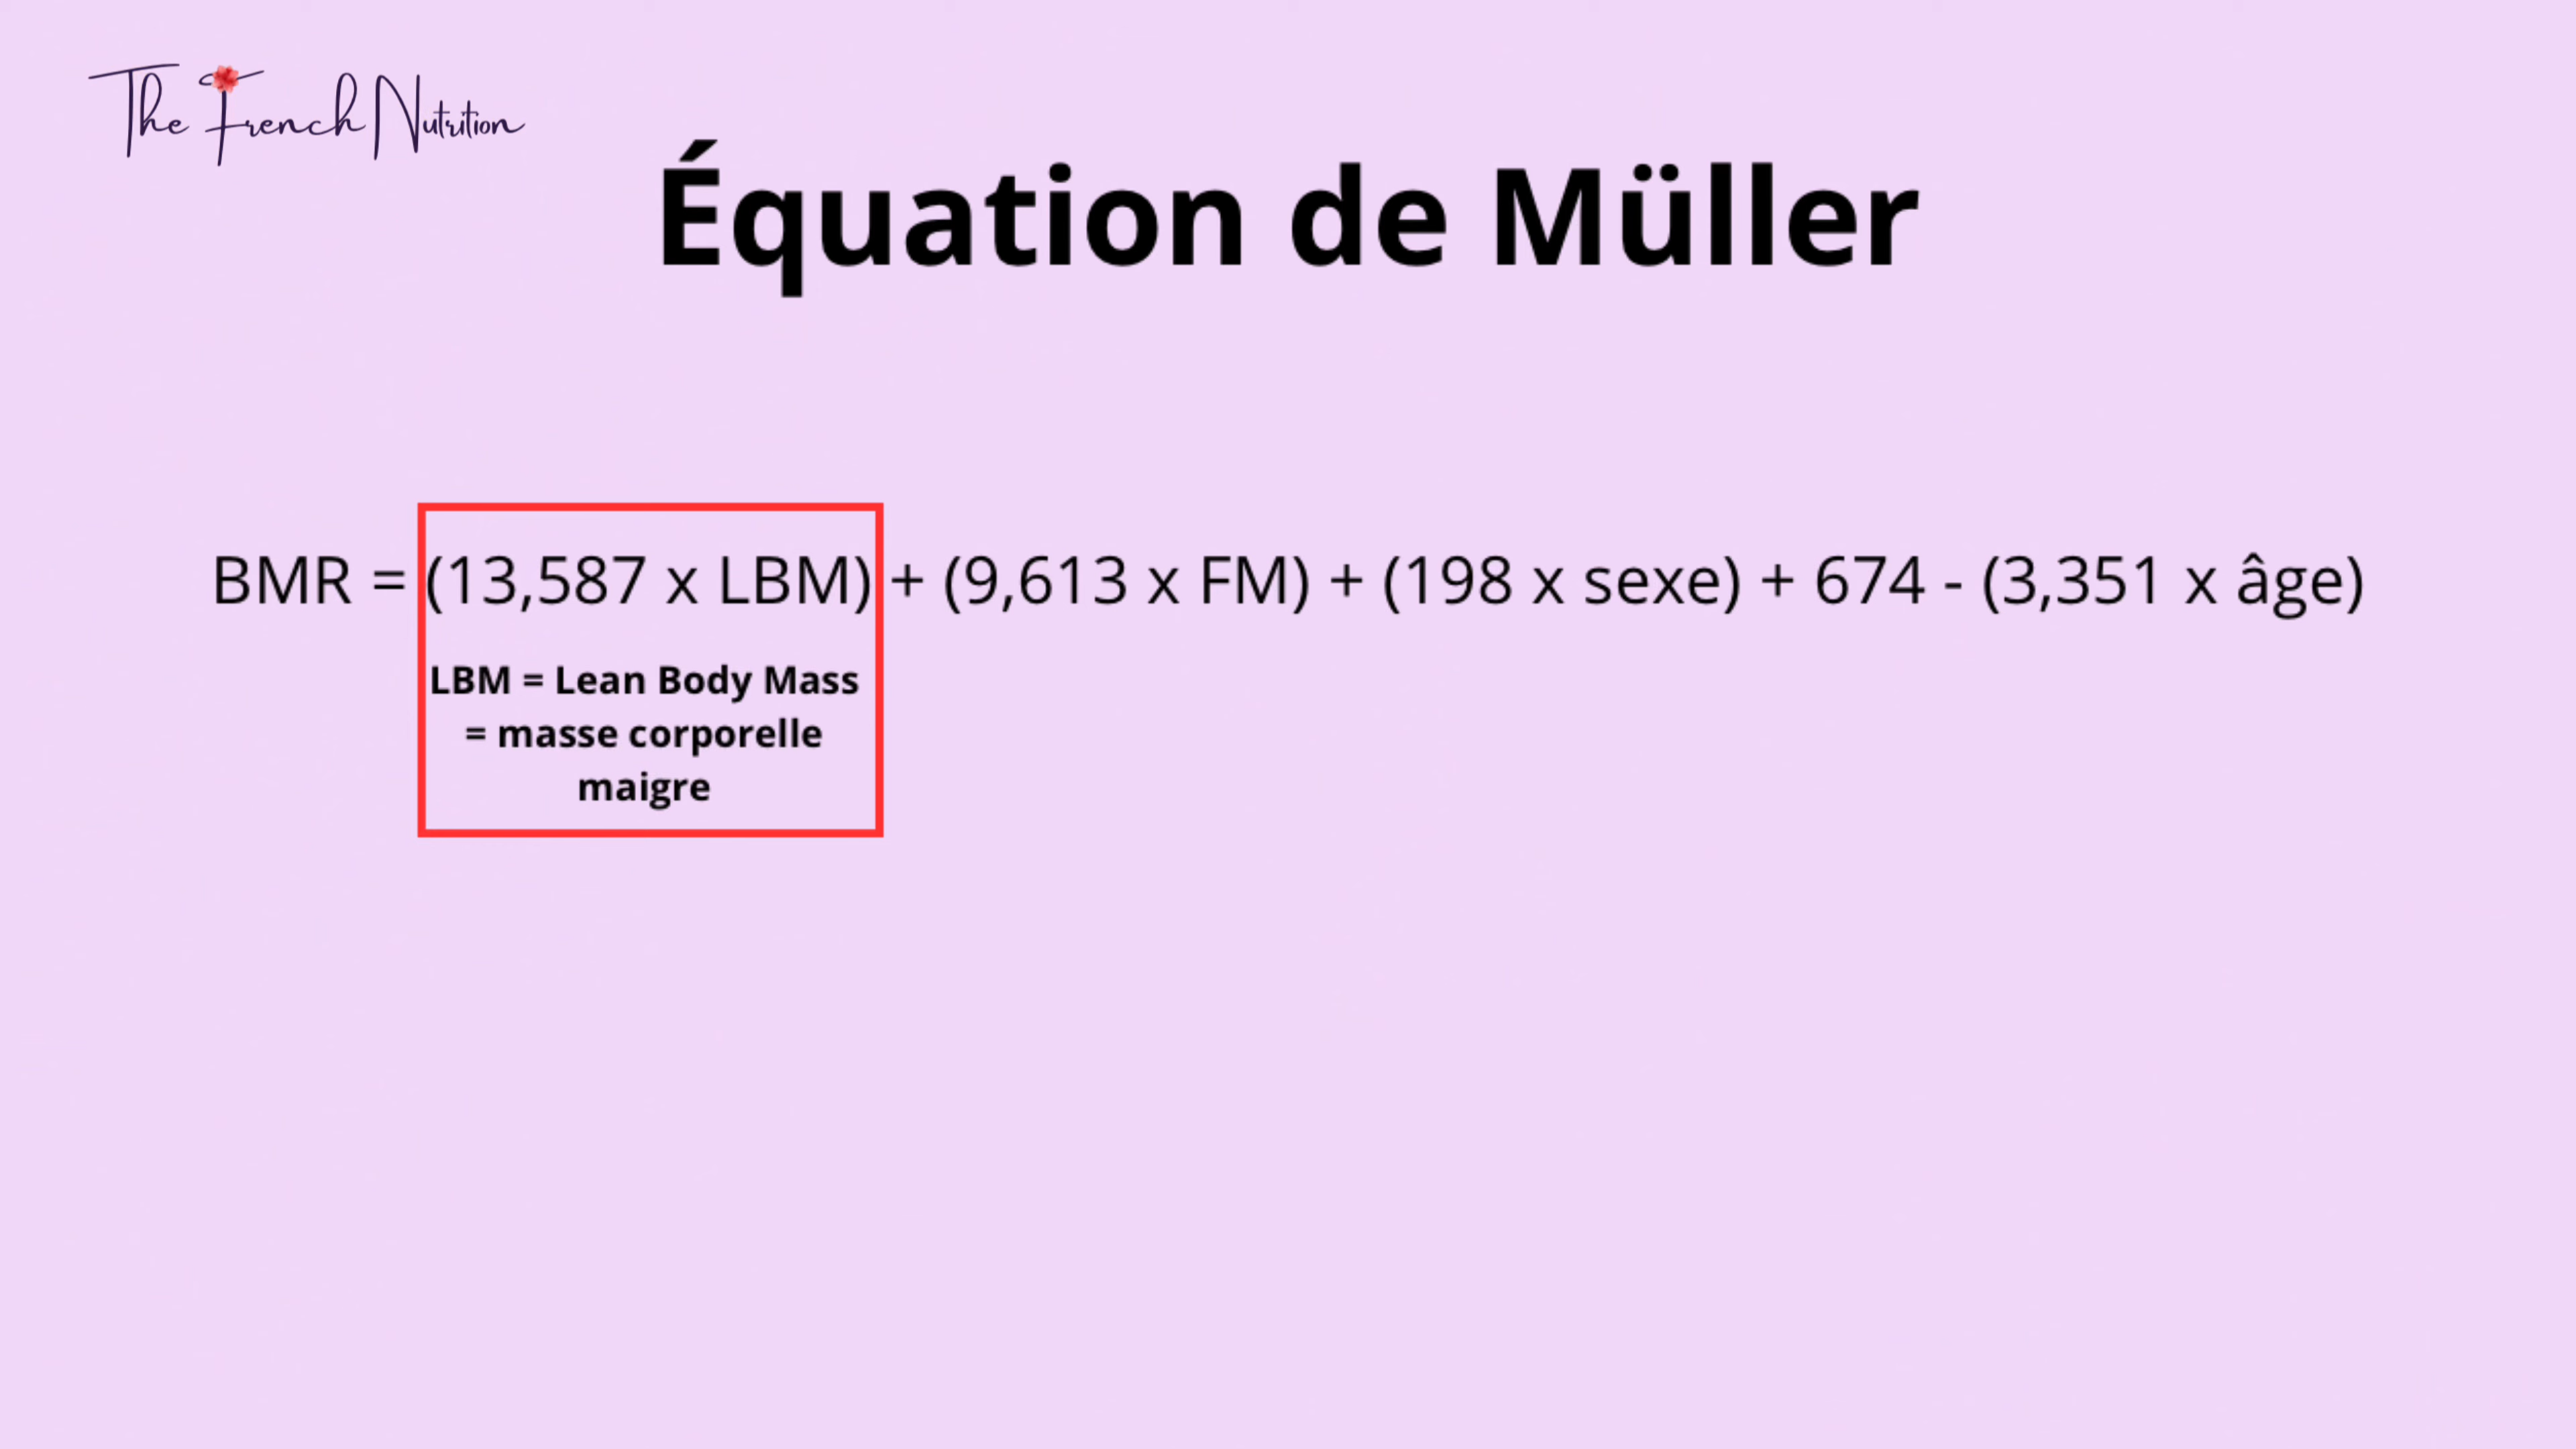 The French Nutrition
Équation de Müller
BMR = (13,587 x LBM) + (9,613 x FM) + (198 x sexe) + 674 - (3,351 x âge)
LBM = Lean Body Mass
= masse corporelle
maigre